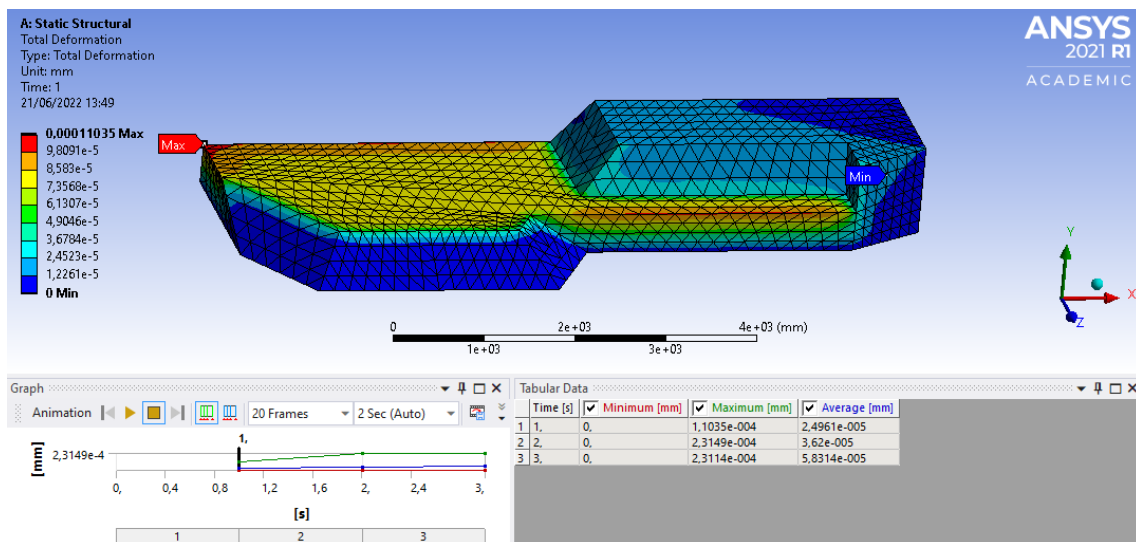 A: Static Structural
Total Deformation
Type: Total Deformation
Unit: mm
Time: 1
21/06/2022 13:49
ANSYS
2021 R1
ACADEMIC
0,00011035 Max
9,8091e-5
8,583e-5
7,3568e-5
6,1307e-5
4,9046e-5
3,6784e-5
2,4523e-5
1,2261e-5
0 Min
Max
Min
Y
X
Z
0 2e+03 4e+03 (mm)
1e+03 3e+03
Graph
Animation 20 Frames 2 Sec (Auto)
1,
[mm]
2,3149e-4
0, 0,4 0,8 1,2 1,6 2, 2,4 3,
[s]
1 2 3
Tabular Data
Time [s] Minimum [mm] Maximum [mm] Average [mm]
1 1, 0, 1,1035e-004 2,4961e-005
2 2, 0, 2,3149e-004 3,62e-005
3 3, 0, 2,3114e-004 5,8314e-005